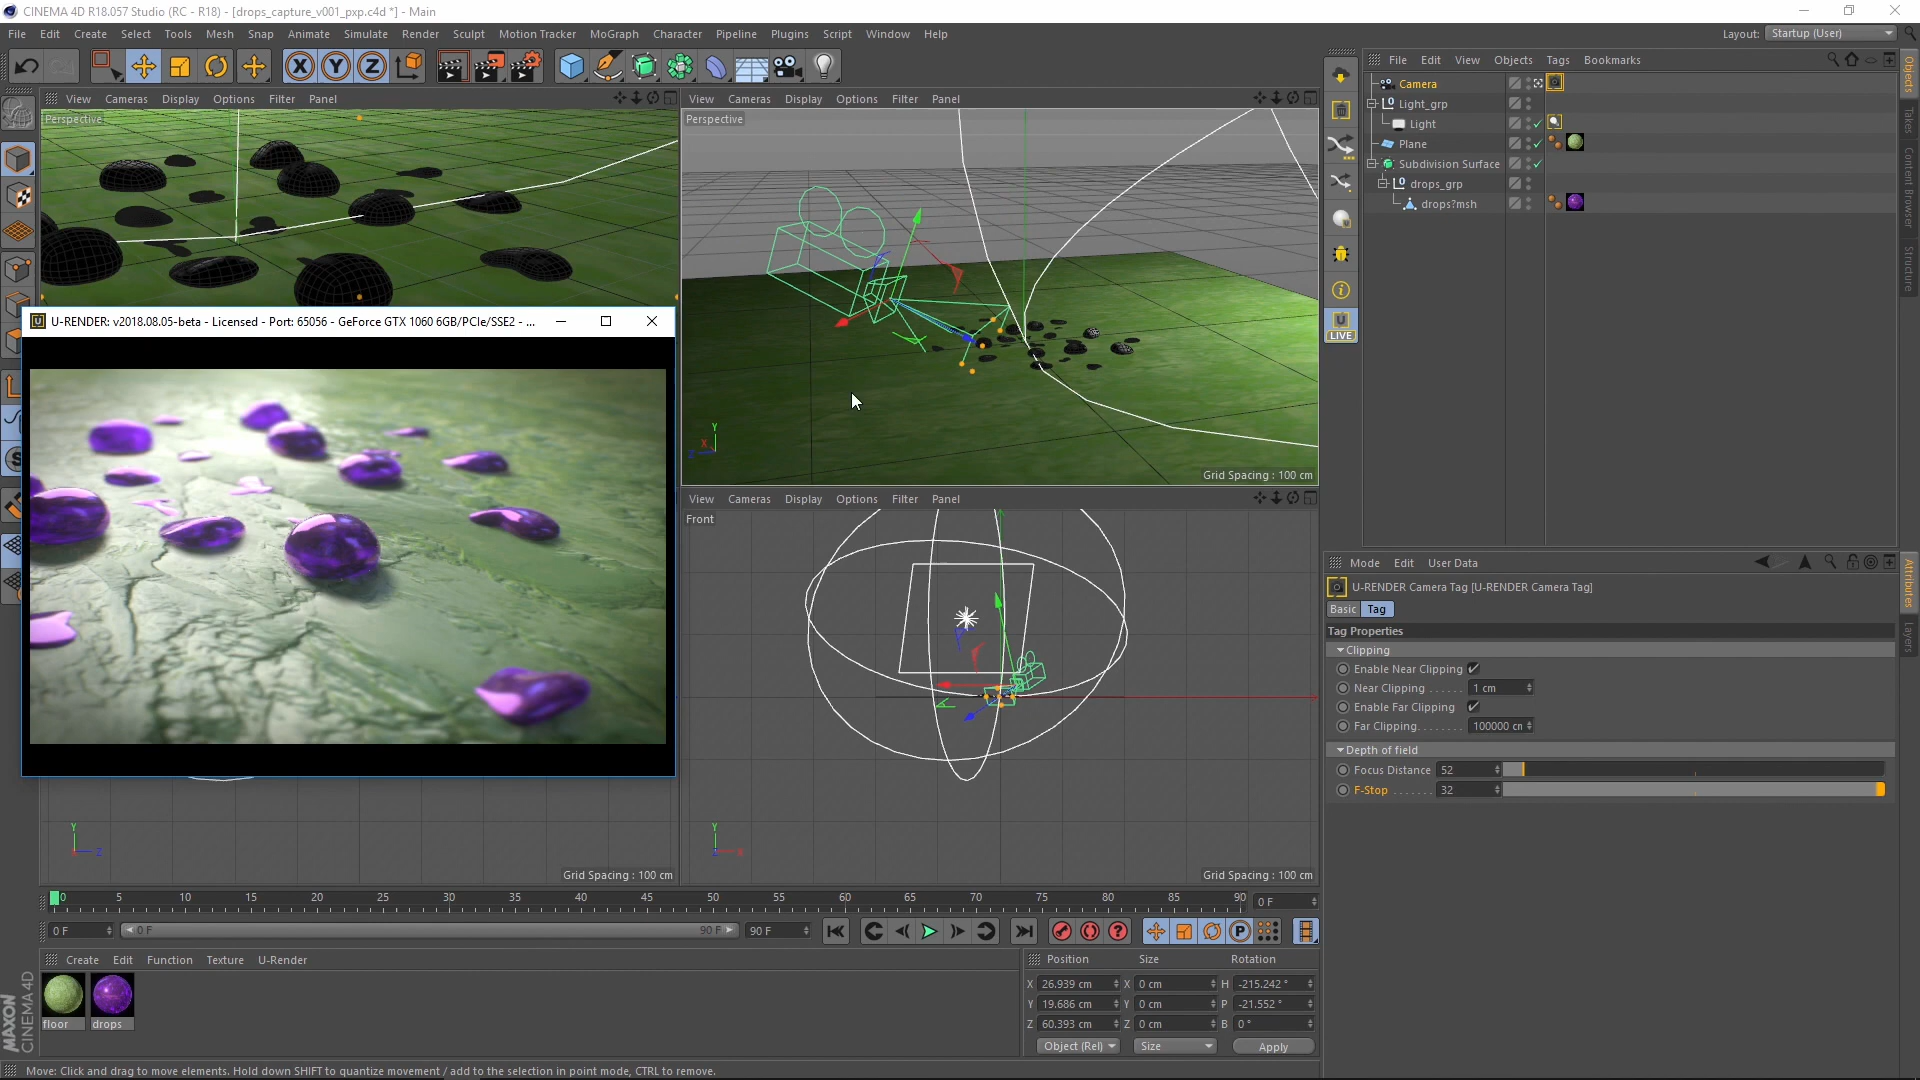 CINEMA 4D R18.057 Studio (RC - R18) - [drops_capture_v001_pxp.c4d *] - Main
File Edit Create Select Tools Mesh Snap Animate Simulate Render Sculpt Motion Tracker MoGraph Character Pipeline Plugins Script Window Help
Layout: Startup (User)
X Y Z
View Cameras Display Options Filter Panel
Perspective
View Cameras Display Options Filter Panel
Perspective
Y
X
Z
Grid Spacing : 100 cm
U-RENDER: v2018.08.05-beta - Licensed - Port: 65056 - GeForce GTX 1060 6GB/PCIe/SSE2 - ...
View Cameras Display Options Filter Panel
Front
Y
Z
Grid Spacing : 100 cm
Y
Z X
Grid Spacing : 100 cm
LIVE
File Edit View Objects Tags Bookmarks
Camera
Light_grp
Light
Plane
Subdivision Surface
drops_grp
drops?msh
Objects
Takes
Content Browser
Structure
Mode Edit User Data
U-RENDER Camera Tag [U-RENDER Camera Tag]
Basic Tag
Tag Properties
Clipping
Enable Near Clipping
Near Clipping . . . . . . 1 cm
Enable Far Clipping
Far Clipping. . . . . . . . 100000 cm
Depth of field
Focus Distance 52
F-Stop . . . . . . . 32
Attributes
Layers
0 5 10 15 20 25 30 35 40 45 50 55 60 65 70 75 80 85 90 0 F
0 F 0 F 90 F 90 F
Create Edit Function Texture U-Render
floor drops
Position Size Rotation
X 26.939 cm X 0 cm H -215.242 °
Y 19.686 cm Y 0 cm P -21.552 °
Z 60.393 cm Z 0 cm B 0 °
Object (Rel) Size Apply
MAXON
CINEMA 4D
Move: Click and drag to move elements. Hold down SHIFT to quantize movement / add to the selection in point mode, CTRL to remove.